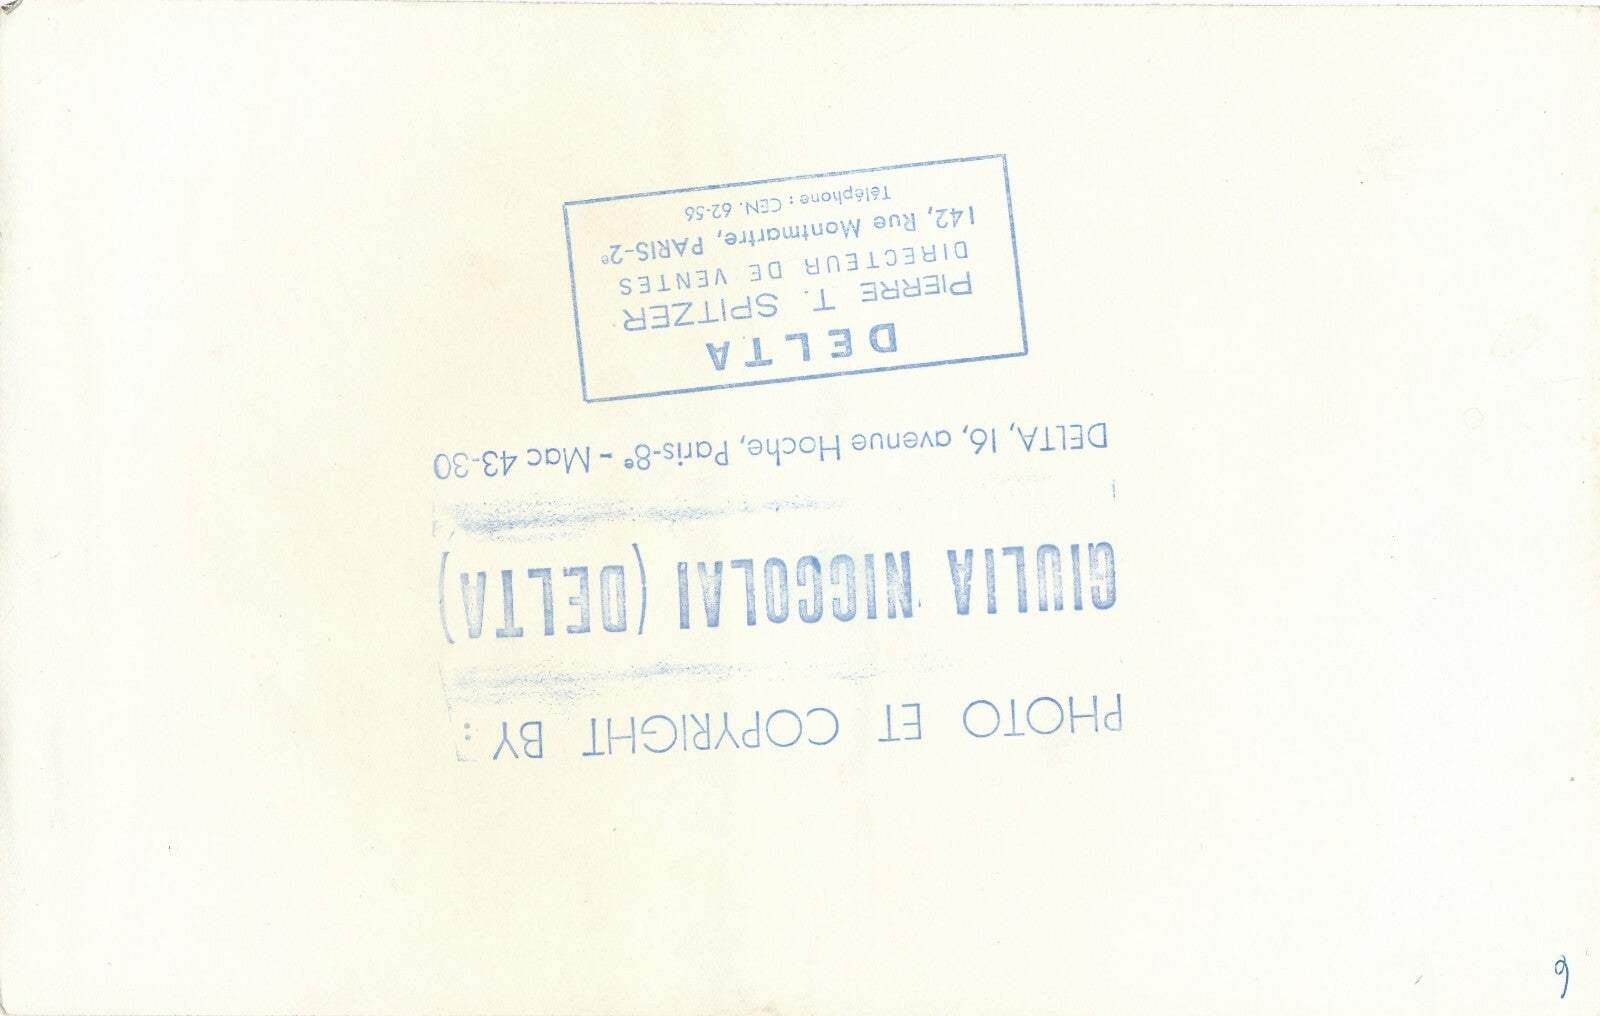 PHOTO ET COPYRIGHT BY :
GIULIA NICCOLAI (DELTA)
DELTA, 16, avenue Hoche, Paris-8e - Mac 43-30
DELTA
PIERRE T. SPITZER
DIRECTEUR DE VENTES
142, Rue Montmartre, PARIS-2e
Téléphone : CEN. 62-56